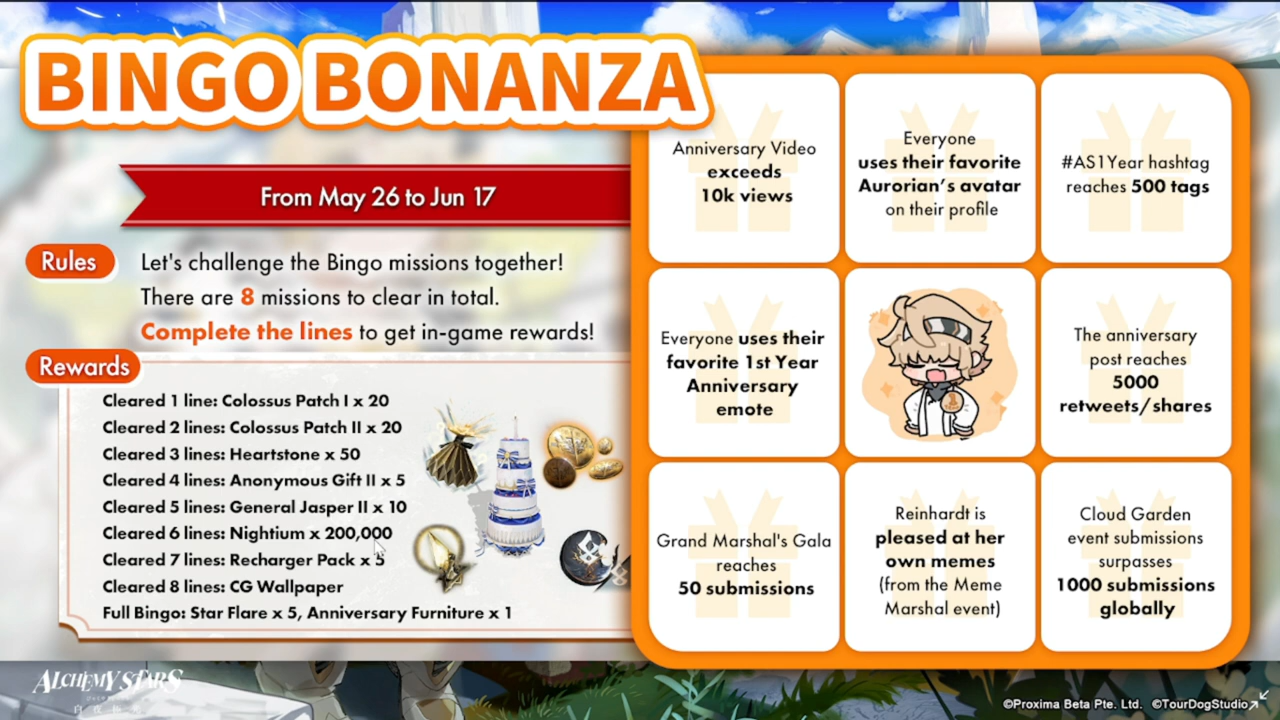 BINGO BONANZA
From May 26 to Jun 17
Rules
Let's challenge the Bingo missions together!
There are 8 missions to clear in total.
Complete the lines to get in-game rewards!
Rewards
Cleared 1 line: Colossus Patch I x 20
Cleared 2 lines: Colossus Patch II x 20
Cleared 3 lines: Heartstone x 50
Cleared 4 lines: Anonymous Gift II x 5
Cleared 5 lines: General Jasper II x 10
Cleared 6 lines: Nightium x 200,000
Cleared 7 lines: Recharger Pack x 5
Cleared 8 lines: CG Wallpaper
Full Bingo: Star Flare x 5, Anniversary Furniture x 1
Anniversary Video
exceeds
10k views
Everyone
uses their favorite
Aurorian’s avatar
on their profile
#AS1Year hashtag
reaches 500 tags
Everyone uses their
favorite 1st Year
Anniversary
emote
The anniversary
post reaches
5000
retweets/shares
Grand Marshal's Gala
reaches
50 submissions
Reinhardt is
pleased at her
own memes
(from the Meme
Marshal event)
Cloud Garden
event submissions
surpasses
1000 submissions
globally
ALCHEMY STARS
©Proxima Beta Pte. Ltd. ©TourDogStudio